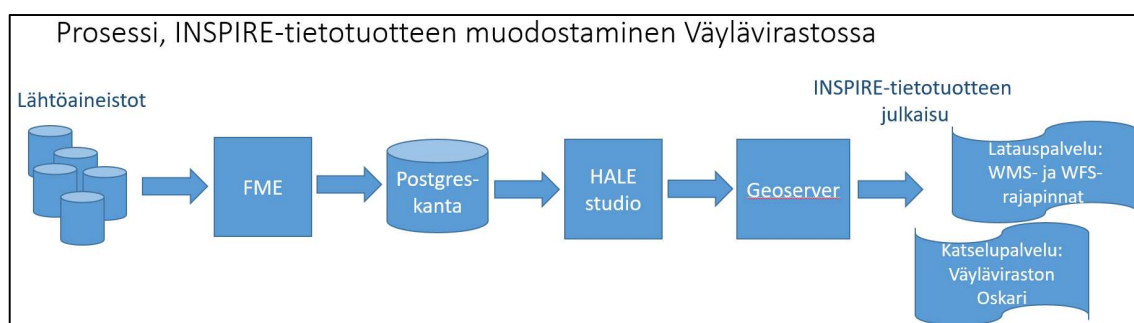 Prosessi, INSPIRE-tietotuotteen muodostaminen Väylävirastossa
Lähtöaineistot
FME
Postgres-
kanta
HALE
studio
Geoserver
INSPIRE-tietotuotteen
julkaisu
Latauspalvelu:
WMS- ja WFS-
rajapinnat
Katselupalvelu:
Väyläviraston
Oskari